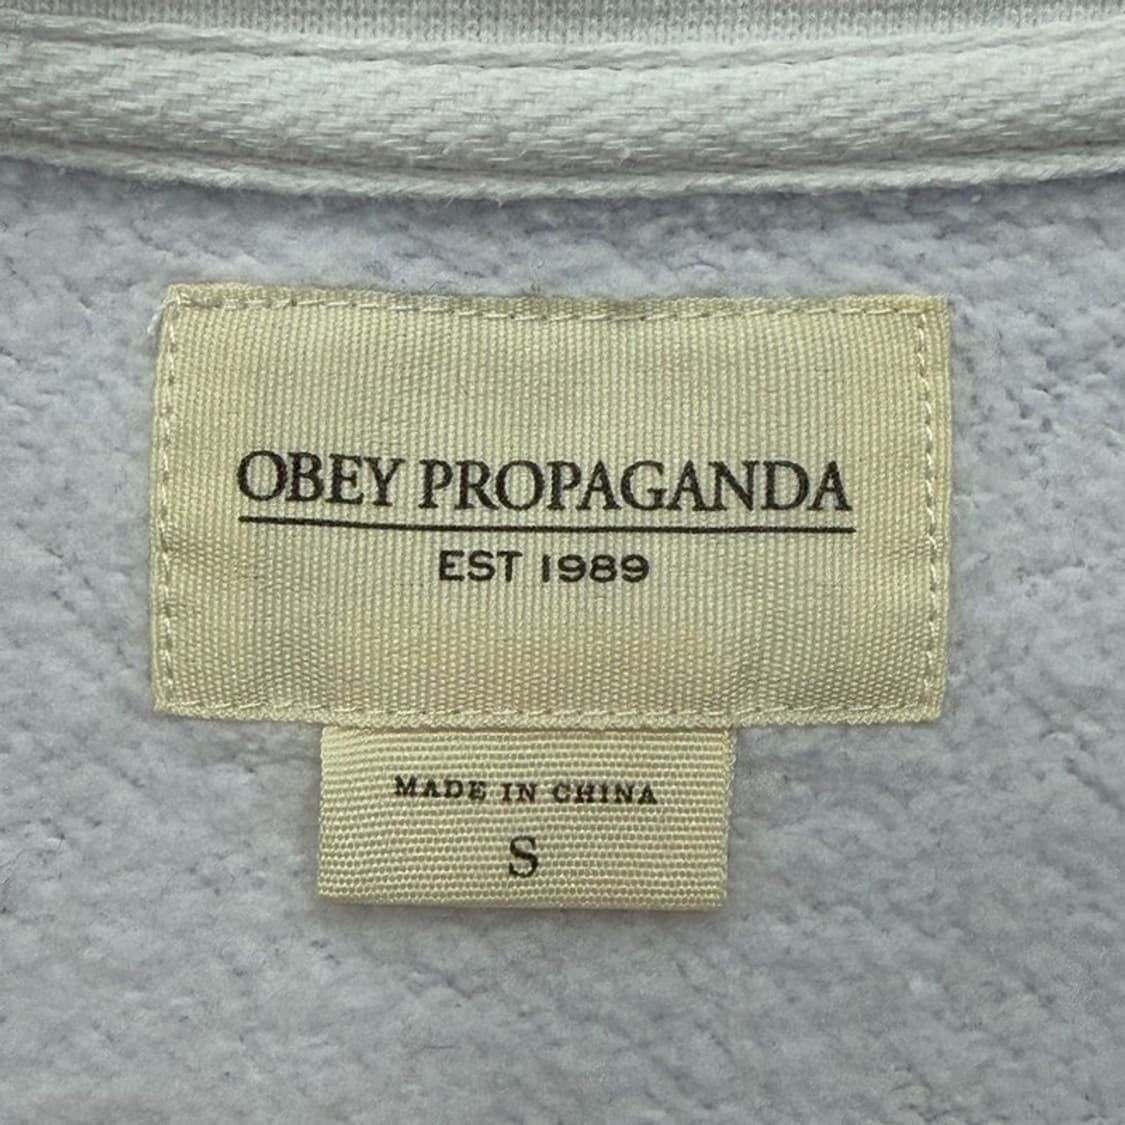 OBEY PROPAGANDA
EST 1989
MADE IN CHINA
S